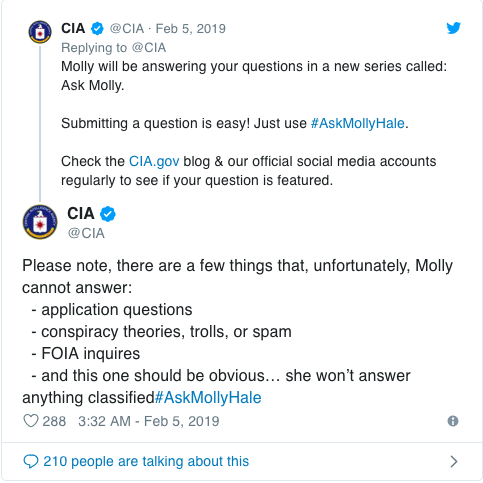 CIA @CIA · Feb 5, 2019
Replying to @CIA
Molly will be answering your questions in a new series called:
Ask Molly.
Submitting a question is easy! Just use #AskMollyHale.
Check the CIA.gov blog & our official social media accounts
regularly to see if your question is featured.
CIA
@CIA
Please note, there are a few things that, unfortunately, Molly
cannot answer:
- application questions
- conspiracy theories, trolls, or spam
- FOIA inquires
- and this one should be obvious… she won’t answer
anything classified#AskMollyHale
288 3:32 AM - Feb 5, 2019
210 people are talking about this